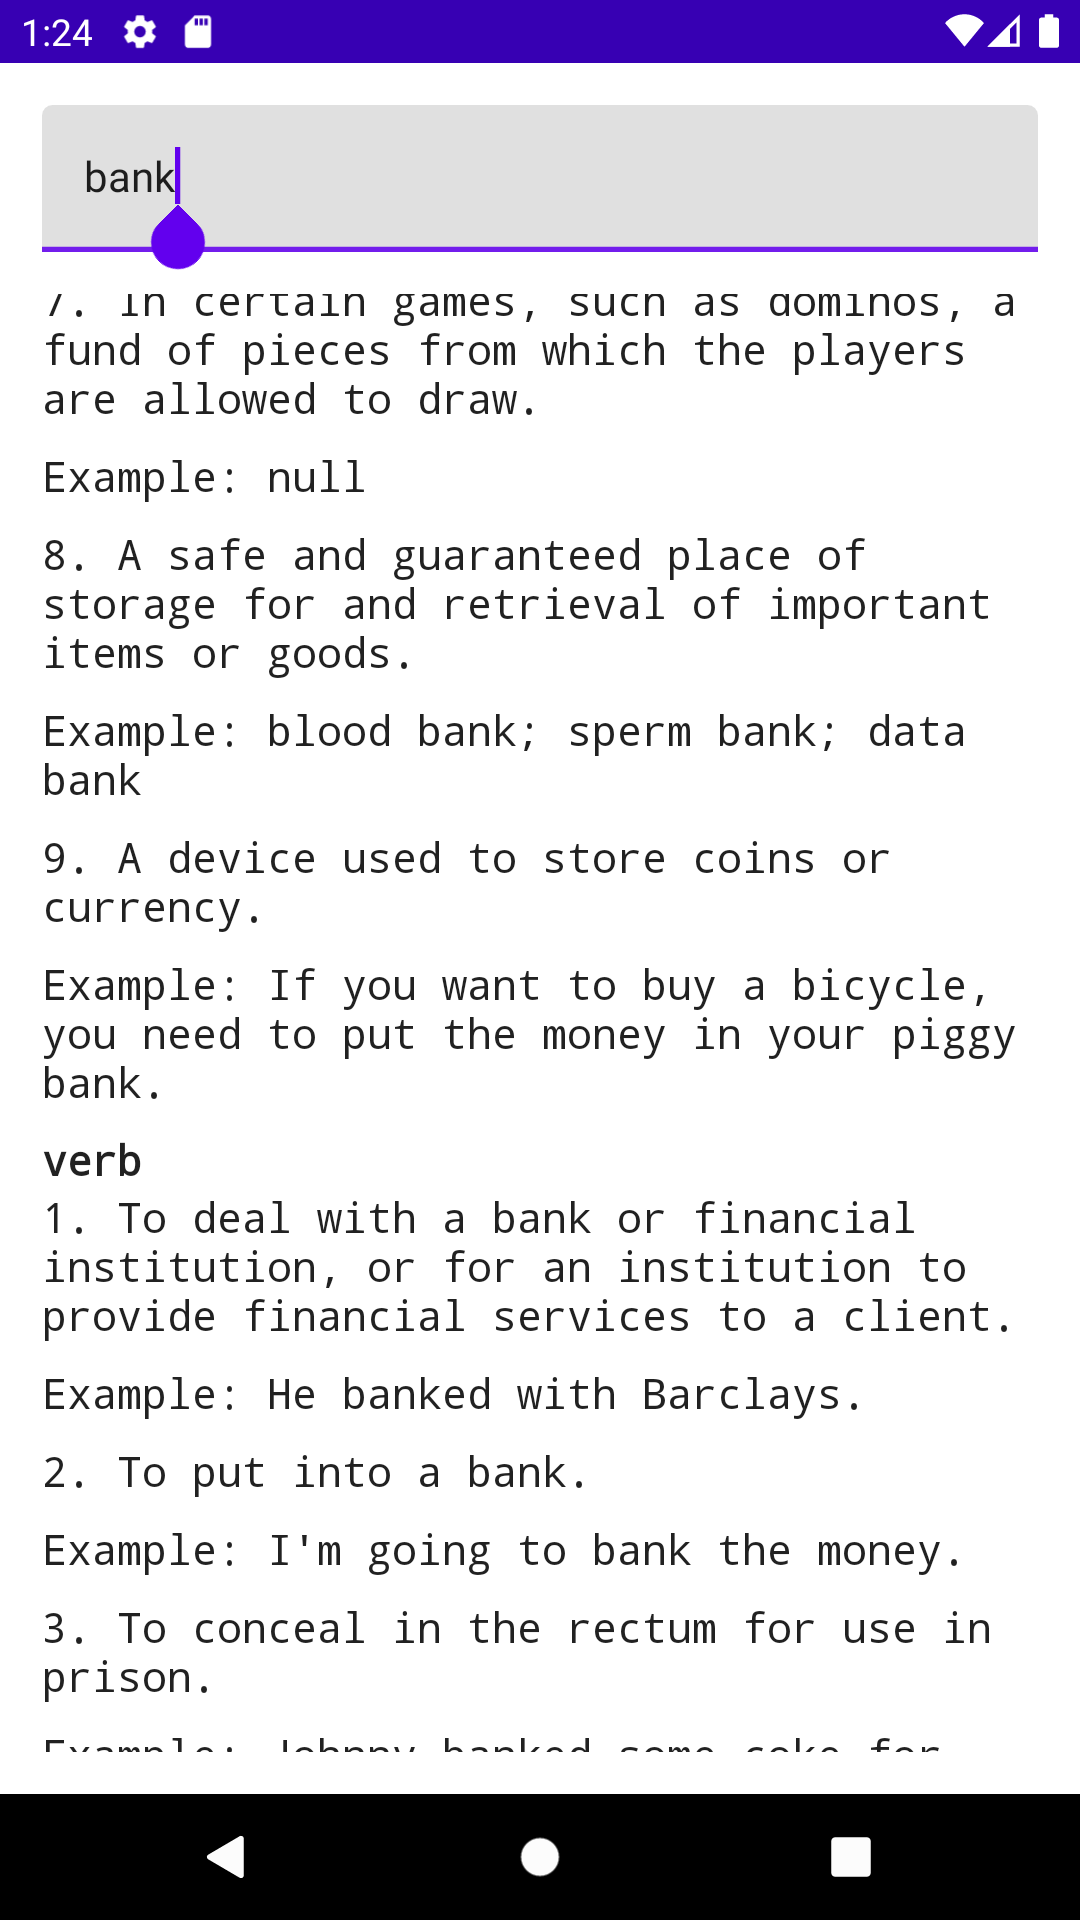 1:24
bank
7. In certain games, such as dominos, a
fund of pieces from which the players
are allowed to draw.
Example: null
8. A safe and guaranteed place of
storage for and retrieval of important
items or goods.
Example: blood bank; sperm bank; data
bank
9. A device used to store coins or
currency.
Example: If you want to buy a bicycle,
you need to put the money in your piggy
bank.
verb
1. To deal with a bank or financial
institution, or for an institution to
provide financial services to a client.
Example: He banked with Barclays.
2. To put into a bank.
Example: I'm going to bank the money.
3. To conceal in the rectum for use in
prison.
Example: Johnny banked some coke for